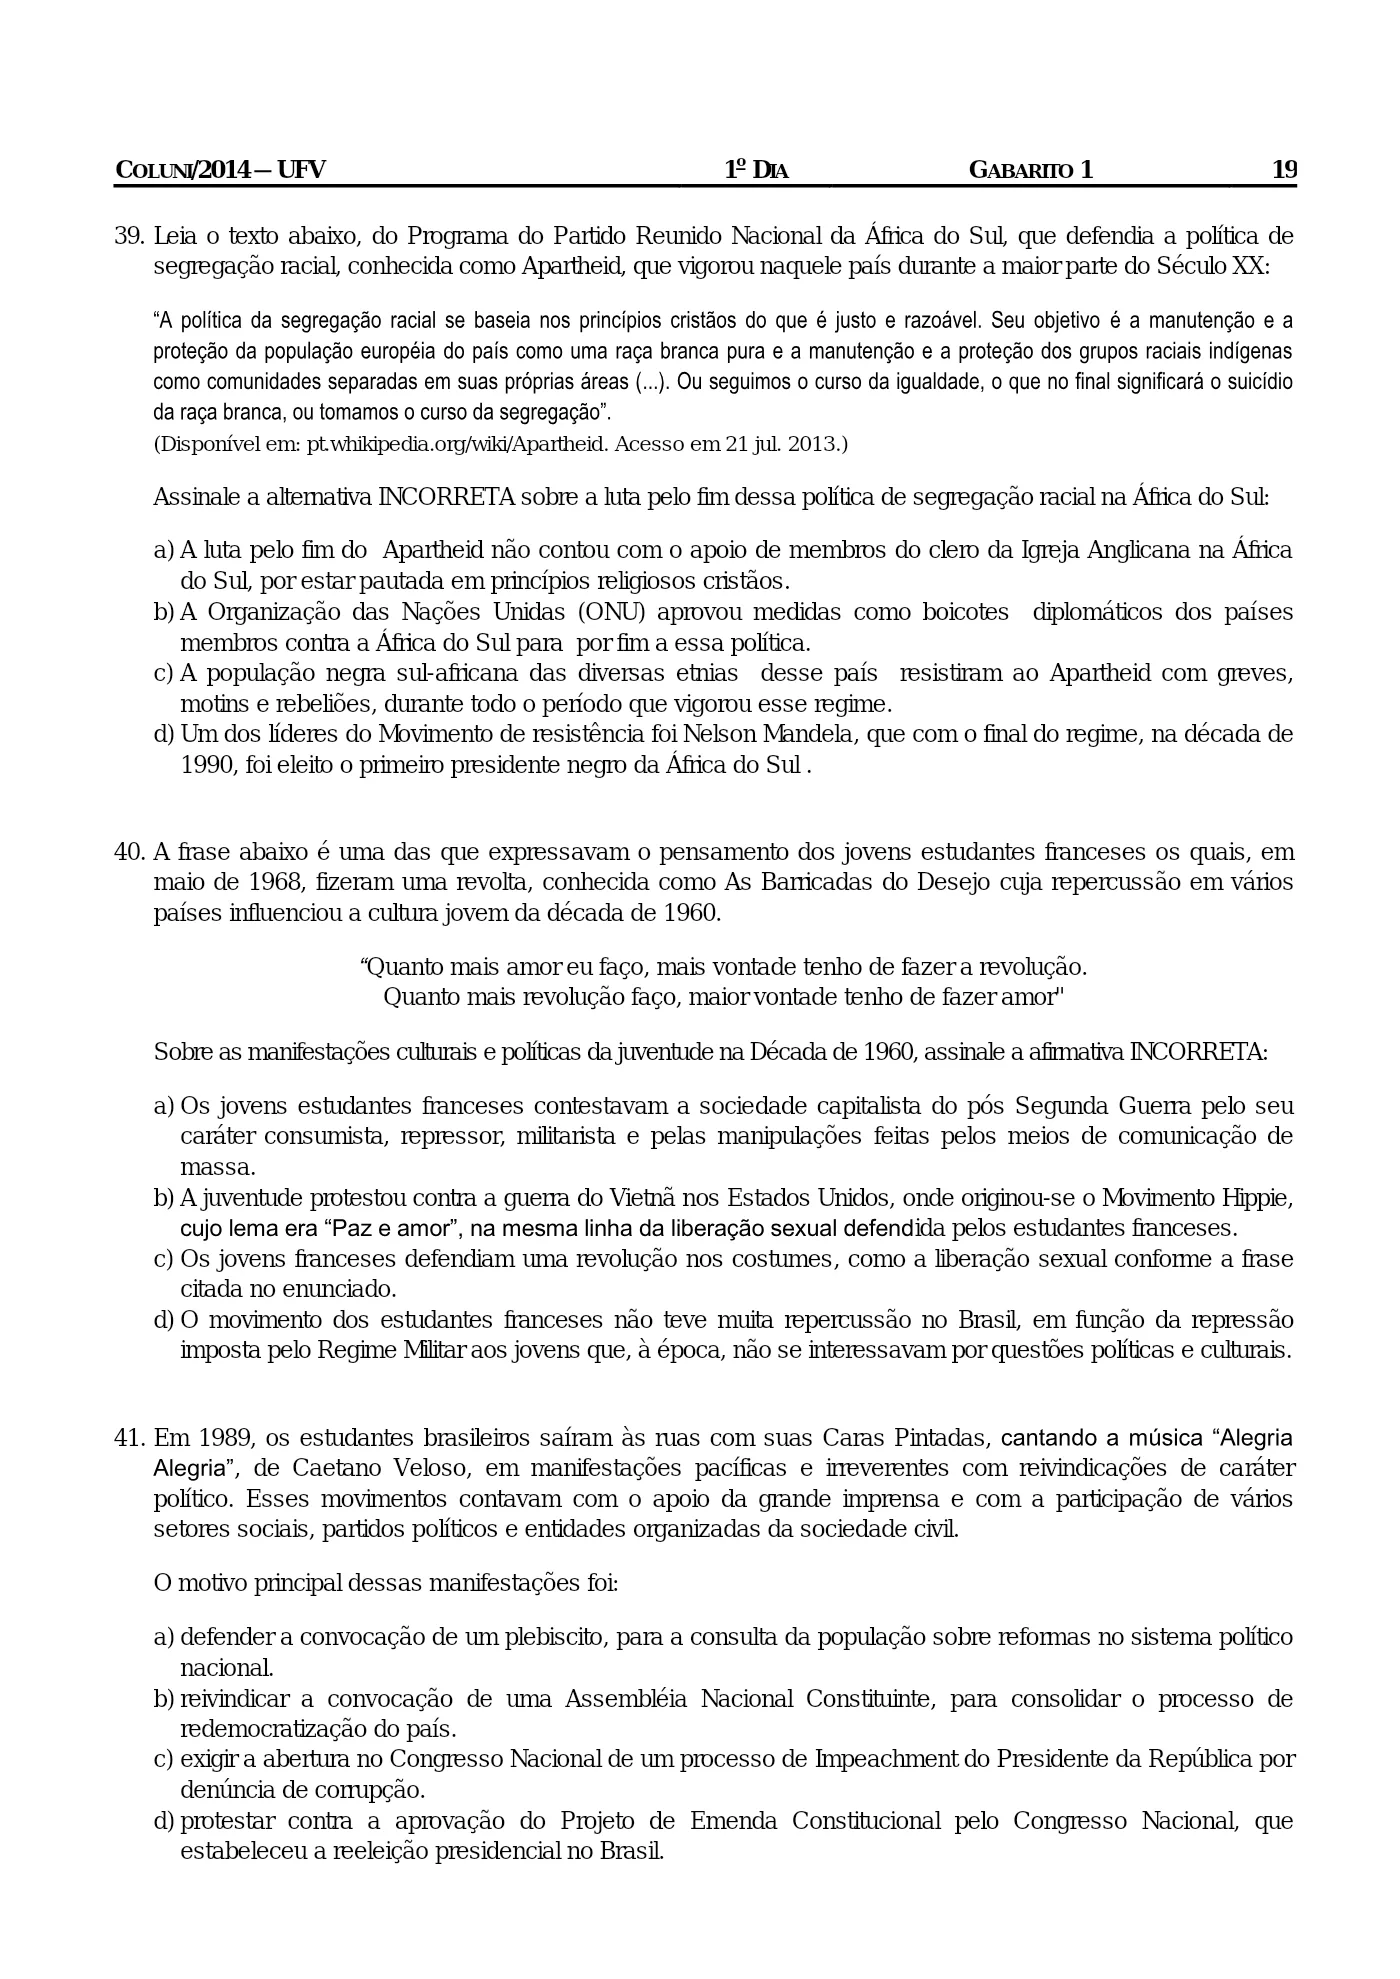 COLUNI/2014 – UFV 1º DIA GABARITO 1 19
39. Leia o texto abaixo, do Programa do Partido Reunido Nacional da África do Sul, que defendia a política de
segregação racial, conhecida como Apartheid, que vigorou naquele país durante a maior parte do Século XX:
“A política da segregação racial se baseia nos princípios cristãos do que é justo e razoável. Seu objetivo é a manutenção e a
proteção da população européia do país como uma raça branca pura e a manutenção e a proteção dos grupos raciais indígenas
como comunidades separadas em suas próprias áreas (...). Ou seguimos o curso da igualdade, o que no final significará o suicídio
da raça branca, ou tomamos o curso da segregação”.
(Disponível em: pt.whikipedia.org/wiki/Apartheid. Acesso em 21 jul. 2013.)
Assinale a alternativa INCORRETA sobre a luta pelo fim dessa política de segregação racial na África do Sul:
a) A luta pelo fim do Apartheid não contou com o apoio de membros do clero da Igreja Anglicana na África
do Sul, por estar pautada em princípios religiosos cristãos.
b) A Organização das Nações Unidas (ONU) aprovou medidas como boicotes diplomáticos dos países
membros contra a África do Sul para por fim a essa política.
c) A população negra sul-africana das diversas etnias desse país resistiram ao Apartheid com greves,
motins e rebeliões, durante todo o período que vigorou esse regime.
d) Um dos líderes do Movimento de resistência foi Nelson Mandela, que com o final do regime, na década de
1990, foi eleito o primeiro presidente negro da África do Sul .
40. A frase abaixo é uma das que expressavam o pensamento dos jovens estudantes franceses os quais, em
maio de 1968, fizeram uma revolta, conhecida como As Barricadas do Desejo cuja repercussão em vários
países influenciou a cultura jovem da década de 1960.
“Quanto mais amor eu faço, mais vontade tenho de fazer a revolução.
Quanto mais revolução faço, maior vontade tenho de fazer amor"
Sobre as manifestações culturais e políticas da juventude na Década de 1960, assinale a afirmativa INCORRETA:
a) Os jovens estudantes franceses contestavam a sociedade capitalista do pós Segunda Guerra pelo seu
caráter consumista, repressor, militarista e pelas manipulações feitas pelos meios de comunicação de
massa.
b) A juventude protestou contra a guerra do Vietnã nos Estados Unidos, onde originou-se o Movimento Hippie,
cujo lema era “Paz e amor”, na mesma linha da liberação sexual defendida pelos estudantes franceses.
c) Os jovens franceses defendiam uma revolução nos costumes, como a liberação sexual conforme a frase
citada no enunciado.
d) O movimento dos estudantes franceses não teve muita repercussão no Brasil, em função da repressão
imposta pelo Regime Militar aos jovens que, à época, não se interessavam por questões políticas e culturais.
41. Em 1989, os estudantes brasileiros saíram às ruas com suas Caras Pintadas, cantando a música “Alegria
Alegria”, de Caetano Veloso, em manifestações pacíficas e irreverentes com reivindicações de caráter
político. Esses movimentos contavam com o apoio da grande imprensa e com a participação de vários
setores sociais, partidos políticos e entidades organizadas da sociedade civil.
O motivo principal dessas manifestações foi:
a) defender a convocação de um plebiscito, para a consulta da população sobre reformas no sistema político
nacional.
b) reivindicar a convocação de uma Assembléia Nacional Constituinte, para consolidar o processo de
redemocratização do país.
c) exigir a abertura no Congresso Nacional de um processo de Impeachment do Presidente da República por
denúncia de corrupção.
d) protestar contra a aprovação do Projeto de Emenda Constitucional pelo Congresso Nacional, que
estabeleceu a reeleição presidencial no Brasil.